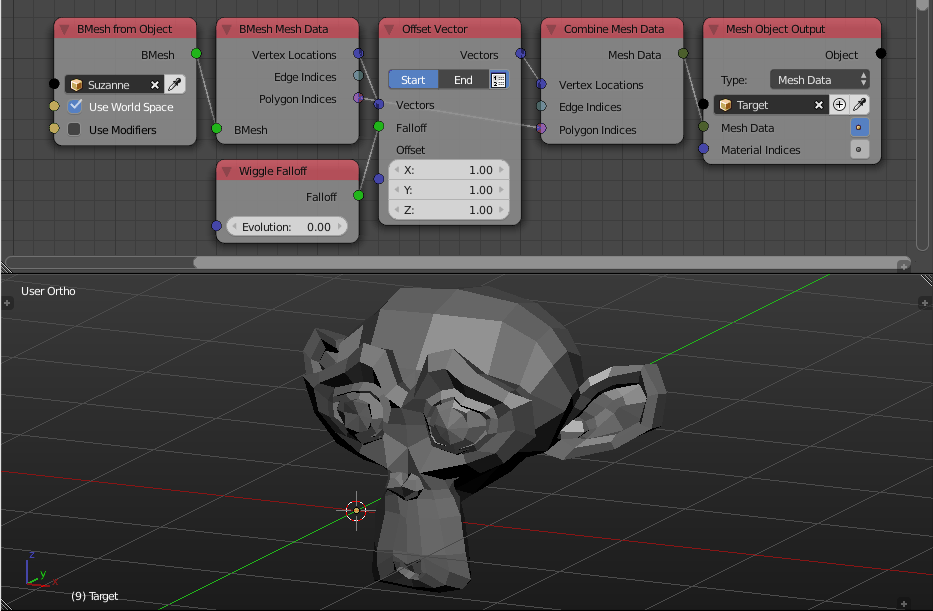 BMesh from Object
BMesh
Suzanne
Use World Space
Use Modifiers
BMesh Mesh Data
Vertex Locations
Edge Indices
Polygon Indices
BMesh
Wiggle Falloff
Falloff
Evolution: 0.00
Offset Vector
Vectors
Start End
Vectors
Falloff
Offset
X: 1.00
Y: 1.00
Z: 1.00
Combine Mesh Data
Mesh Data
Vertex Locations
Edge Indices
Polygon Indices
Mesh Object Output
Object
Type: Mesh Data
Target
Mesh Data
Material Indices
User Ortho
z
y
x
(9) Target